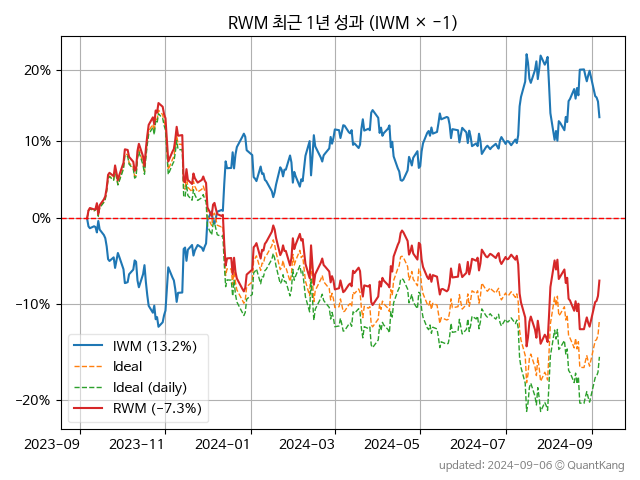 RWM 최근 1년 성과 (IWM × −1)
20%
10%
0%
−10%
−20%
IWM (13.2%)
Ideal
Ideal (daily)
RWM (−7.3%)
2023-09 2023-11 2024-01 2024-03 2024-05 2024-07 2024-09
updated: 2024-09-06 © QuantKang